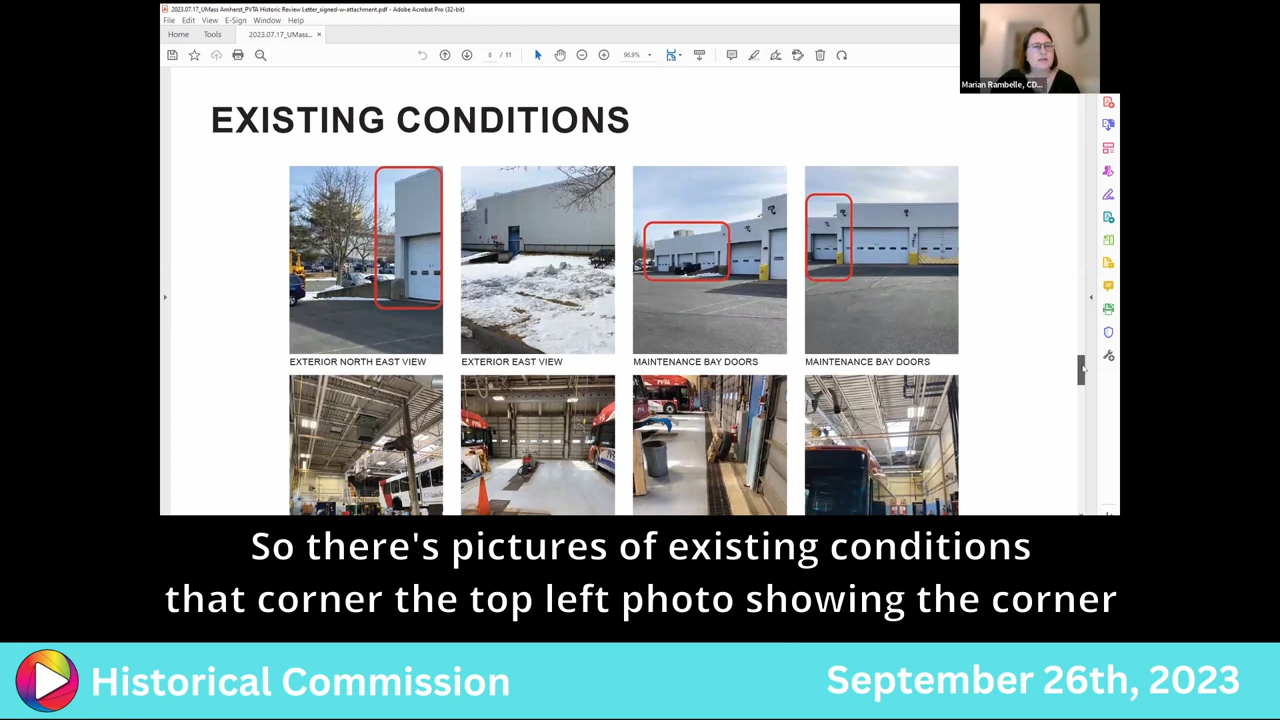 2023.07.17_UMass Amherst_PVTA Historic Review Letter_signed-w-attachment.pdf - Adobe Acrobat Pro (32-bit)
File Edit View E-Sign Window Help
Home Tools 2023.07.17_UMass... ×
8 / 11 96.9%
Marian Rambelle, CD...
EXISTING CONDITIONS
EXTERIOR NORTH EAST VIEW EXTERIOR EAST VIEW MAINTENANCE BAY DOORS MAINTENANCE BAY DOORS
PVTA
So there's pictures of existing conditions
that corner the top left photo showing the corner
Historical Commission September 26th, 2023